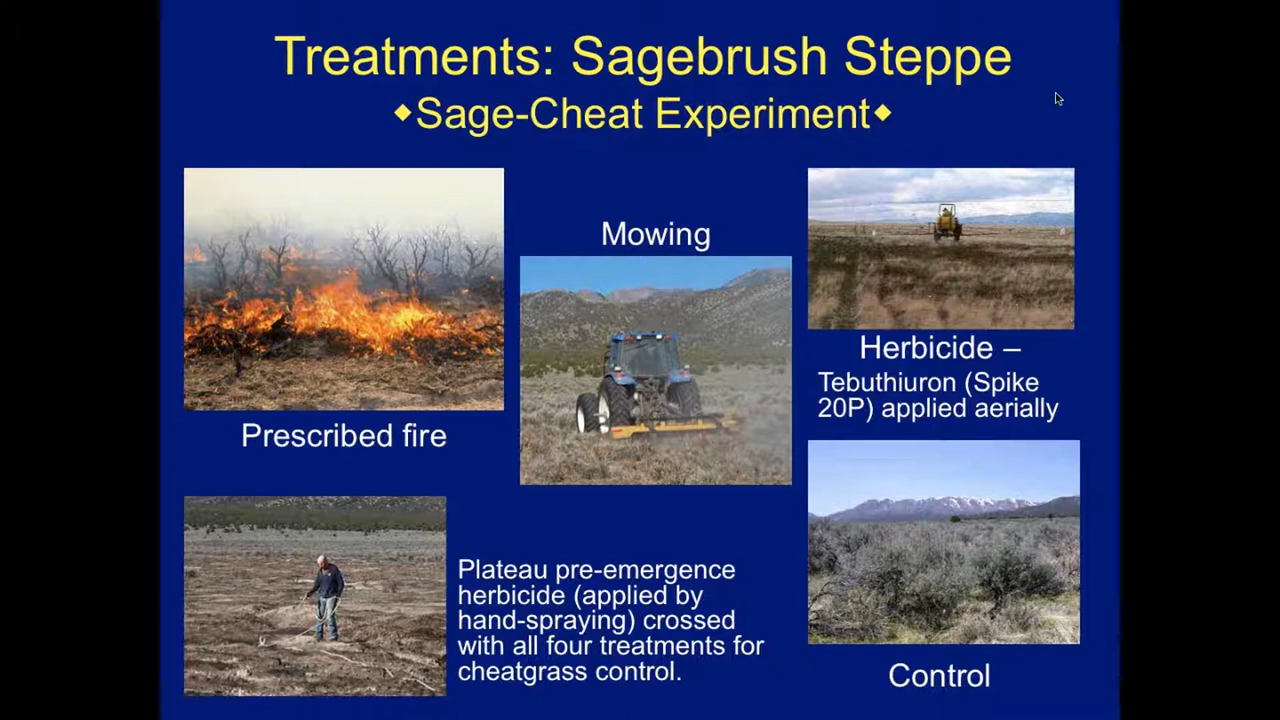 Treatments: Sagebrush Steppe
◆Sage-Cheat Experiment◆
Mowing
Herbicide –
Tebuthiuron (Spike
20P) applied aerially
Prescribed fire
Plateau pre-emergence
herbicide (applied by
hand-spraying) crossed
with all four treatments for
cheatgrass control.
Control